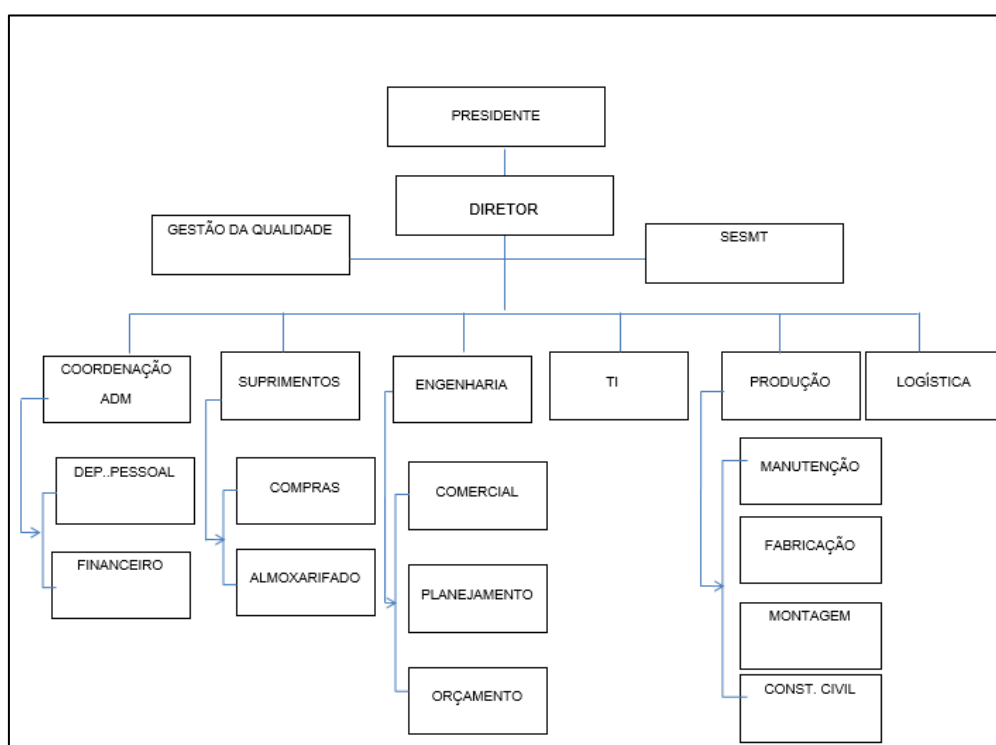 PRESIDENTE
DIRETOR
GESTÃO DA QUALIDADE
SESMT
COORDENAÇÃO
ADM
SUPRIMENTOS
ENGENHARIA
TI
PRODUÇÃO
LOGÍSTICA
DEP..PESSOAL
FINANCEIRO
COMPRAS
ALMOXARIFADO
COMERCIAL
PLANEJAMENTO
ORÇAMENTO
MANUTENÇÃO
FABRICAÇÃO
MONTAGEM
CONST. CIVIL